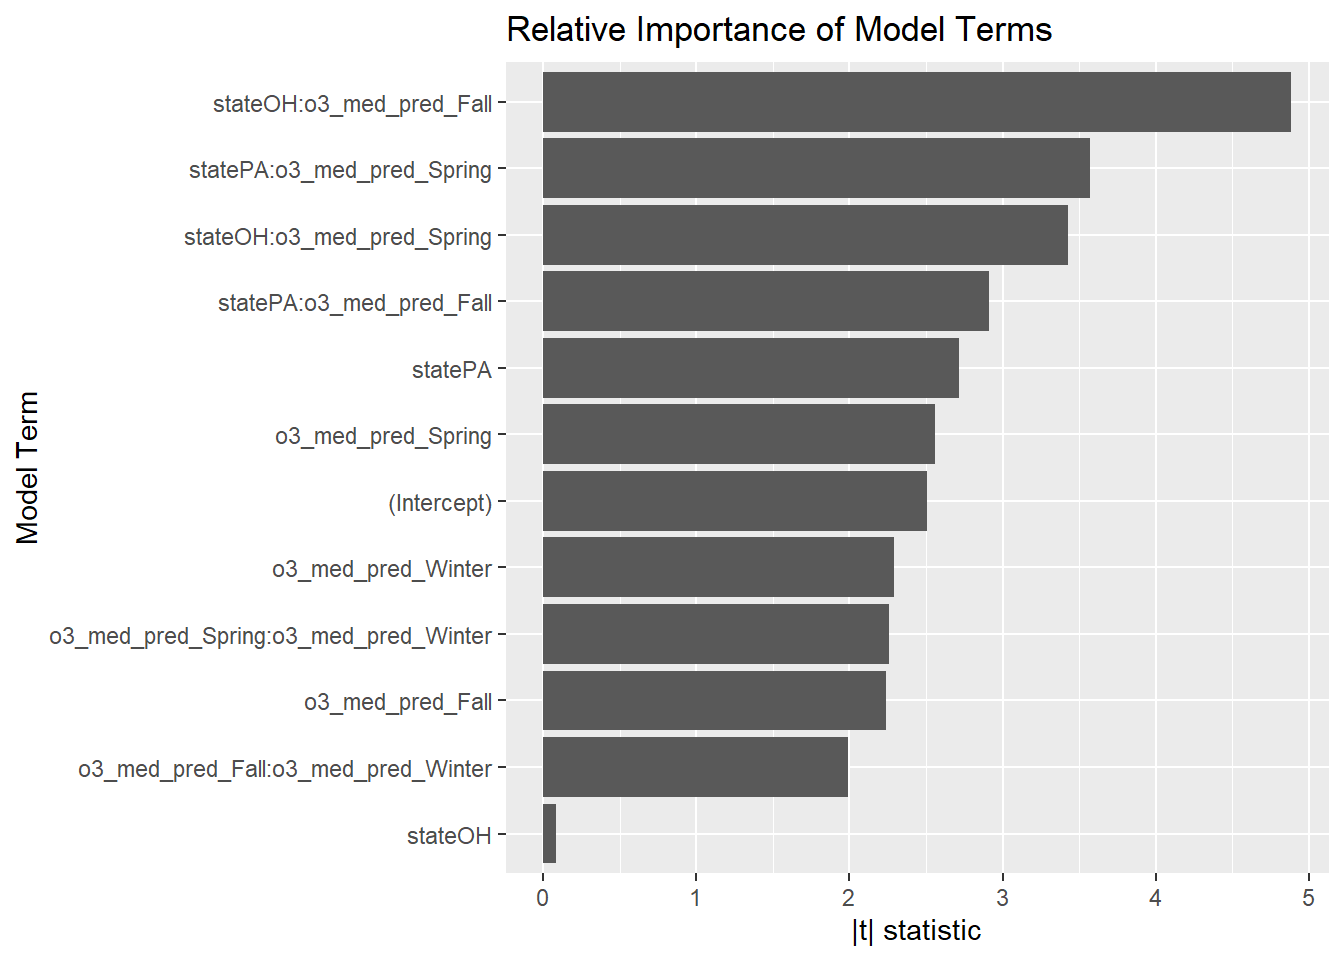 Relative Importance of Model Terms
stateOH:o3_med_pred_Fall
statePA:o3_med_pred_Spring
stateOH:o3_med_pred_Spring
statePA:o3_med_pred_Fall
statePA
o3_med_pred_Spring
(Intercept)
o3_med_pred_Winter
o3_med_pred_Spring:o3_med_pred_Winter
o3_med_pred_Fall
o3_med_pred_Fall:o3_med_pred_Winter
stateOH
Model Term
0 1 2 3 4 5
|t| statistic